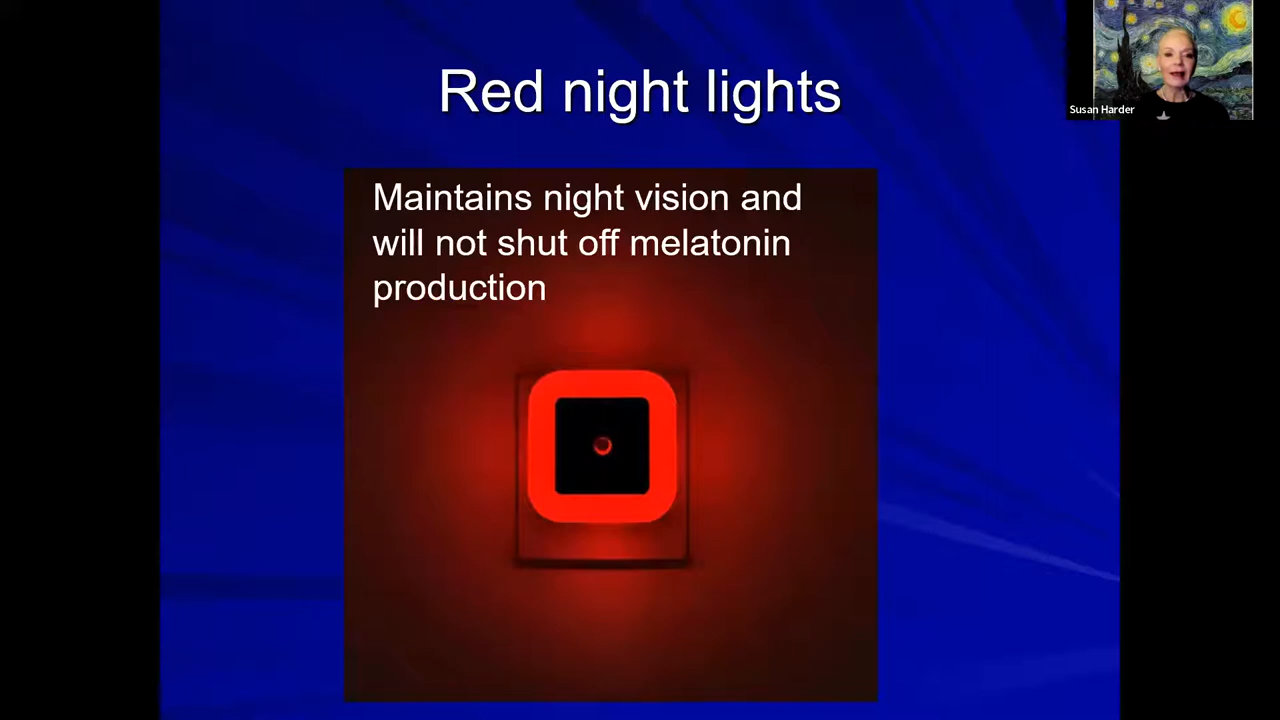 Red night lights
Susan Harder
Maintains night vision and
will not shut off melatonin
production